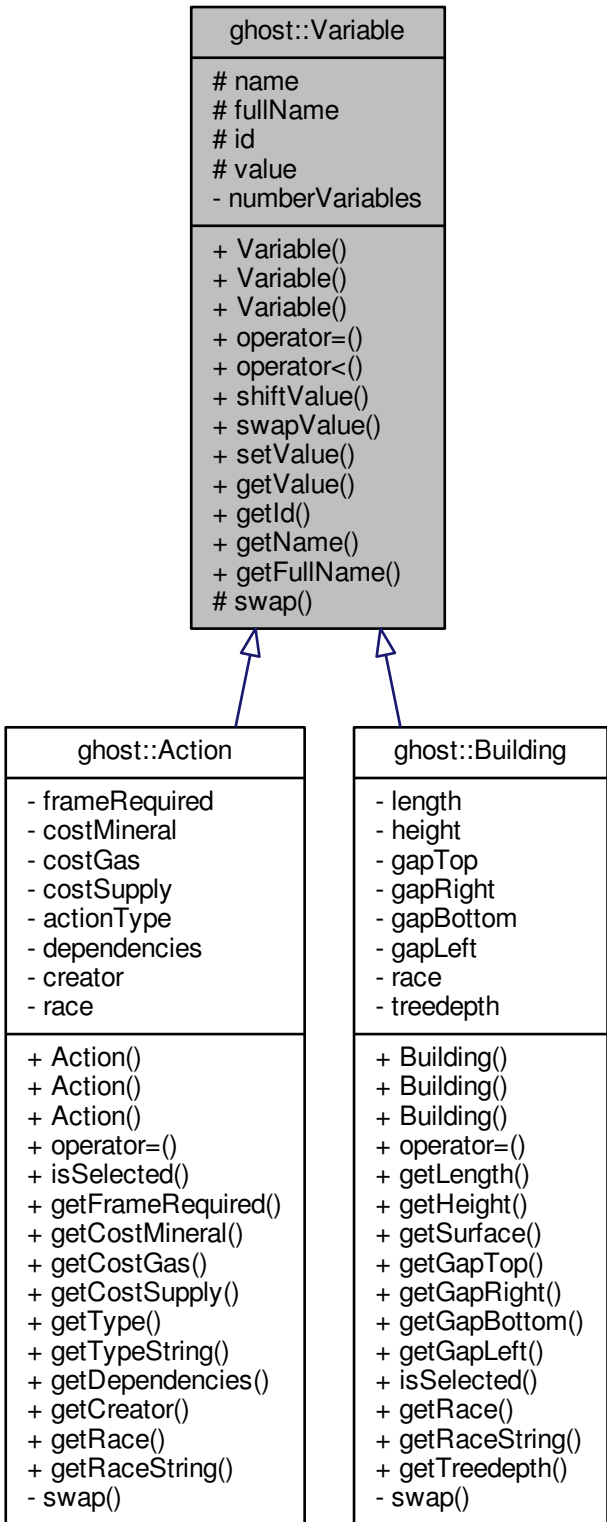 ghost::Variable
# name
# fullName
# id
# value
- numberVariables
+ Variable()
+ Variable()
+ Variable()
+ operator=()
+ operator<()
+ shiftValue()
+ swapValue()
+ setValue()
+ getValue()
+ getId()
+ getName()
+ getFullName()
# swap()
ghost::Action
- frameRequired
- costMineral
- costGas
- costSupply
- actionType
- dependencies
- creator
- race
+ Action()
+ Action()
+ Action()
+ operator=()
+ isSelected()
+ getFrameRequired()
+ getCostMineral()
+ getCostGas()
+ getCostSupply()
+ getType()
+ getTypeString()
+ getDependencies()
+ getCreator()
+ getRace()
+ getRaceString()
- swap()
ghost::Building
- length
- height
- gapTop
- gapRight
- gapBottom
- gapLeft
- race
- treedepth
+ Building()
+ Building()
+ Building()
+ operator=()
+ getLength()
+ getHeight()
+ getSurface()
+ getGapTop()
+ getGapRight()
+ getGapBottom()
+ getGapLeft()
+ isSelected()
+ getRace()
+ getRaceString()
+ getTreedepth()
- swap()